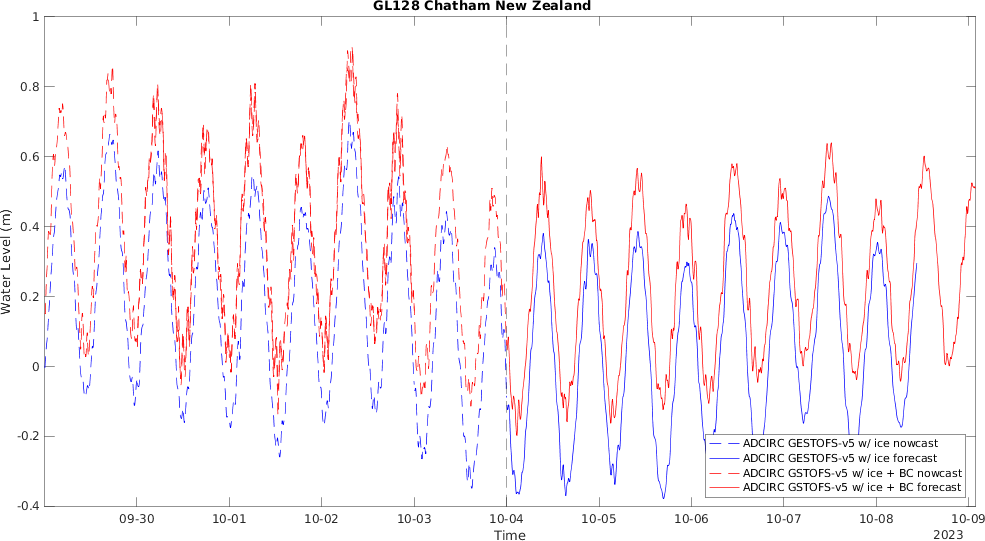 GL128 Chatham New Zealand
1
0.8
0.6
0.4
0.2
0
-0.2
-0.4
Water Level (m)
ADCIRC GESTOFS-v5 w/ ice nowcast
ADCIRC GESTOFS-v5 w/ ice forecast
ADCIRC GSTOFS-v5 w/ ice + BC nowcast
ADCIRC GSTOFS-v5 w/ ice + BC forecast
09-30 10-01 10-02 10-03 10-04 10-05 10-06 10-07 10-08 10-09
Time
2023